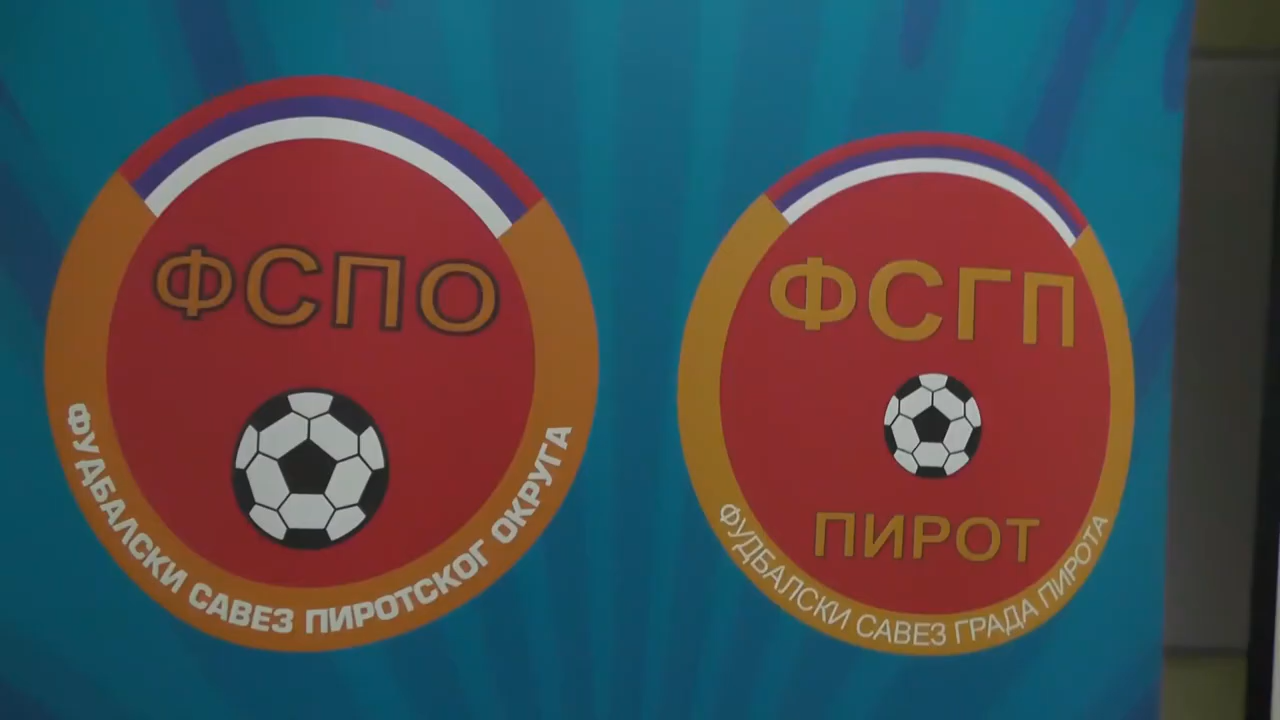 ФСПО
ФУДБАЛСКИ САВЕЗ ПИРОТСКОГ ОКРУГА
ФСГП
ПИРОТ
ФУДБАЛСКИ САВЕЗ ГРАДА ПИРОТА